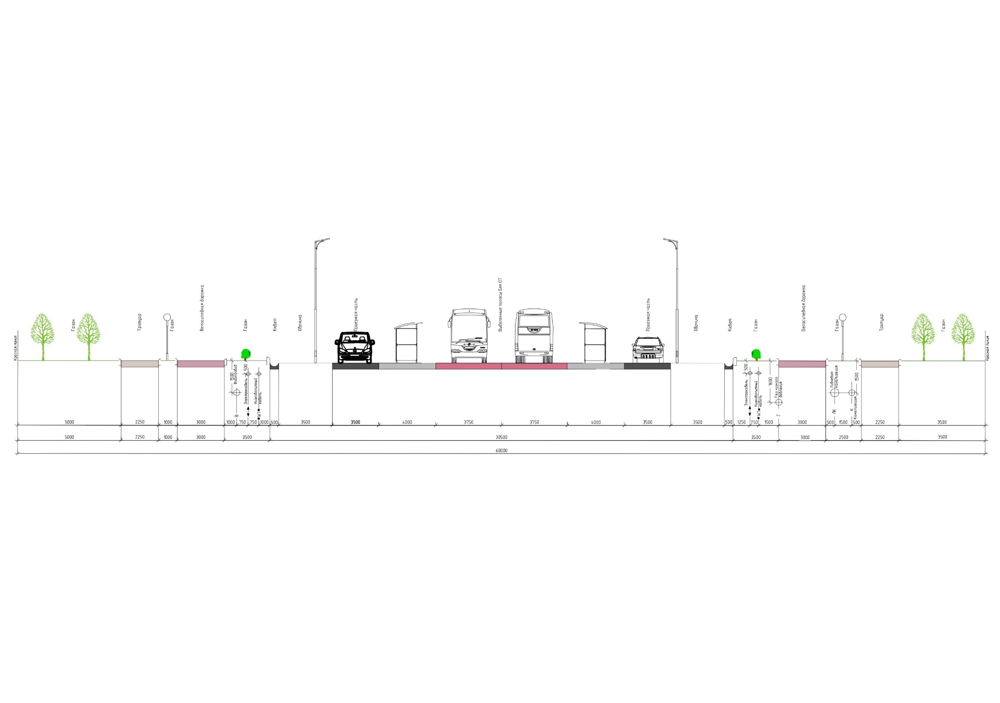 Красная линия
Газон
Тротуар
Газон
Велосипедная дорожка
Газон
Кювет
Обочина
Проезжая часть
Выделенные полосы для ОТ
Проезжая часть
Обочина
Кювет
Газон
Велосипедная дорожка
Газон
Тротуар
Газон
Красная линия
1500
Водопровод
В
500
Электрокабель
Низковольтный
кабель
W1
500
Электрокабель
Низковольтный
кабель
W1
1600
Газ низкого
давления
Г
Ливневая
канализация
ЛК
1500
К
Канализация
5000 2250 1000 3000 1000 750 750 1000 500 3500 3500 4000 3750 3750 4000 3500 3500 500 1250 750 1500 3000 500 1500 500 2250 3500
5000 2250 1000 3000 3500 30500 3500 3000 2500 2250 3500
60000